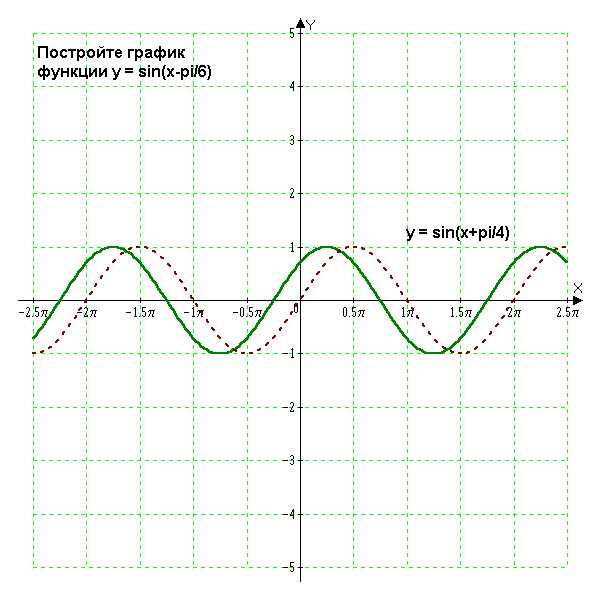 Y
5
Постройте график
функции y = sin(x-pi/6)
4
3
2
y = sin(x+pi/4)
1
X
-2.5π -2π -1.5π -1π -0.5π 0 0.5π 1π 1.5π 2π 2.5π
-1
-2
-3
-4
-5